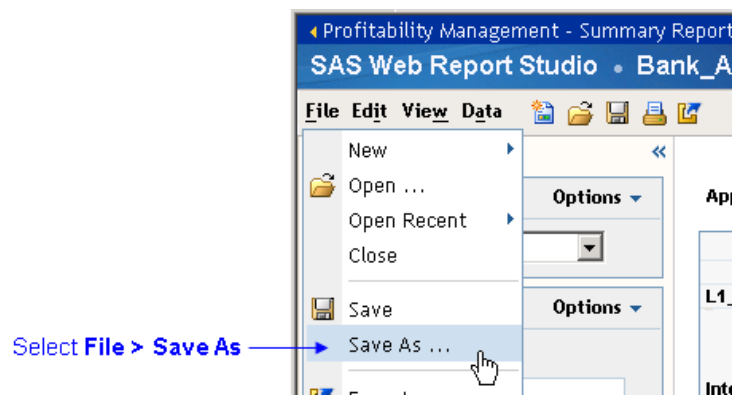 Profitability Management - Summary Report
SAS Web Report Studio • Bank_A
File Edit View Data
New
Open ...
Options
App
Open Recent
Close
Save
Options
L1_
Select File > Save As
Save As ...
Inte